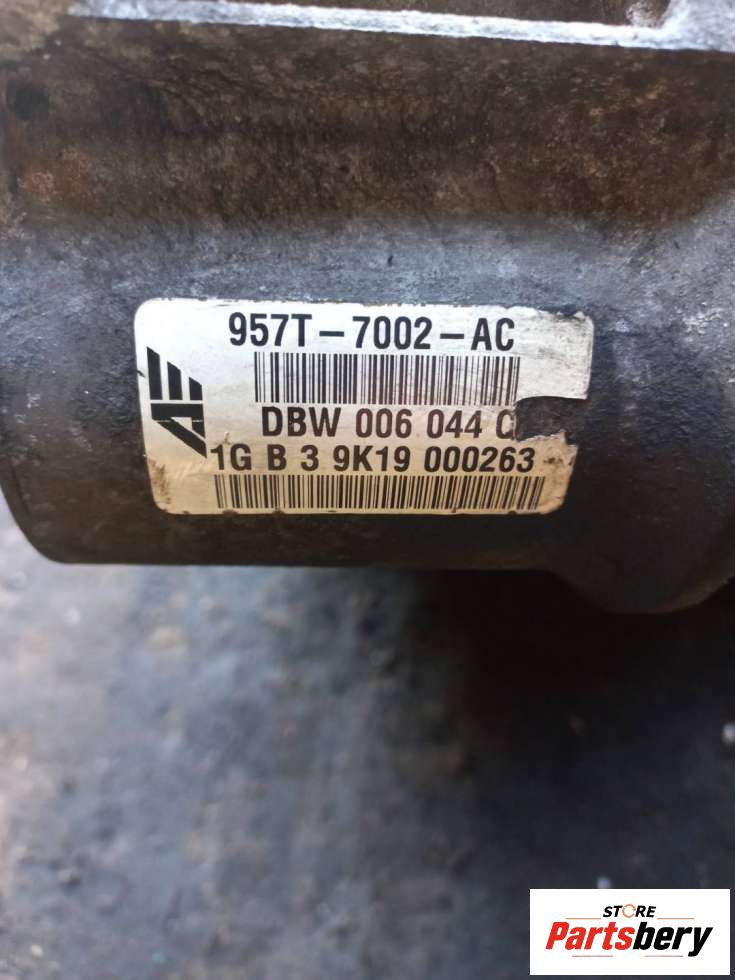 957T-7002-AC
DBW 006 044
1G B 3 9K19 000263
STORE
Partsbery